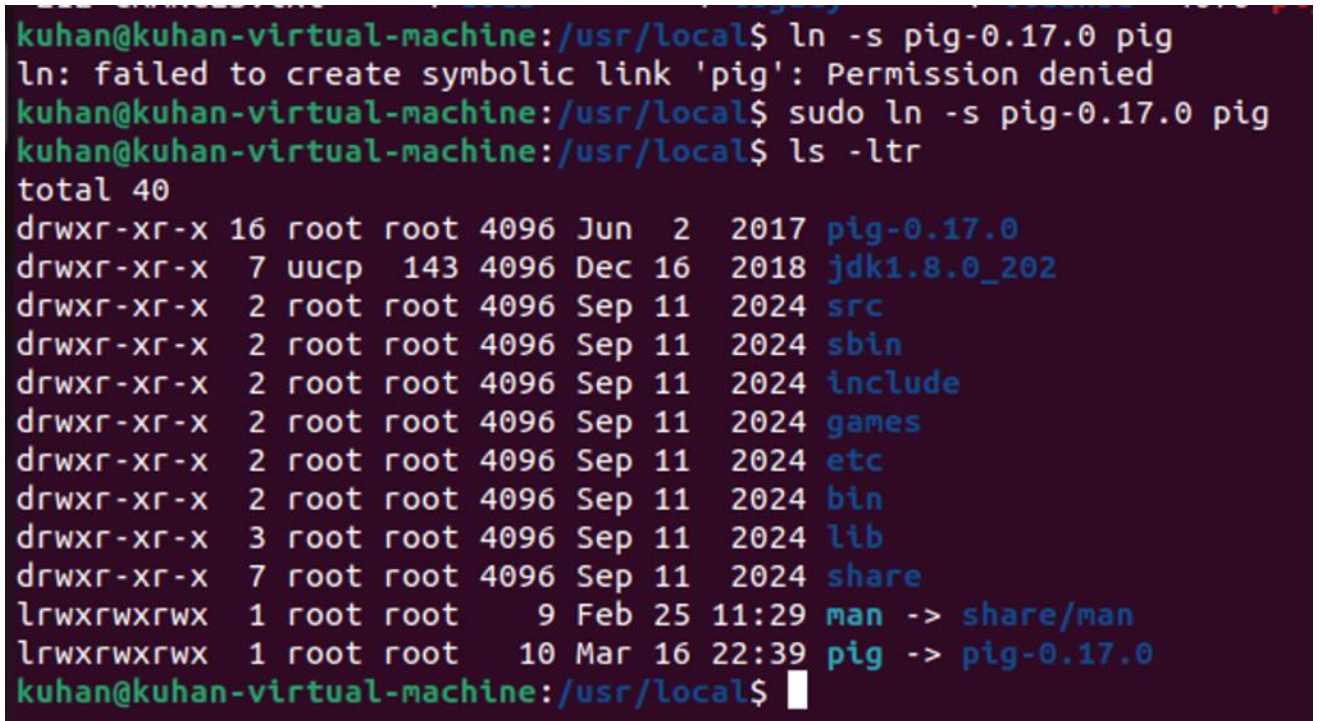 kuhan@kuhan-virtual-machine:/usr/local$ ln -s pig-0.17.0 pig
ln: failed to create symbolic link 'pig': Permission denied
kuhan@kuhan-virtual-machine:/usr/local$ sudo ln -s pig-0.17.0 pig
kuhan@kuhan-virtual-machine:/usr/local$ ls -ltr
total 40
drwxr-xr-x 16 root root 4096 Jun  2  2017 pig-0.17.0
drwxr-xr-x  7 uucp  143 4096 Dec 16  2018 jdk1.8.0_202
drwxr-xr-x  2 root root 4096 Sep 11  2024 src
drwxr-xr-x  2 root root 4096 Sep 11  2024 sbin
drwxr-xr-x  2 root root 4096 Sep 11  2024 include
drwxr-xr-x  2 root root 4096 Sep 11  2024 games
drwxr-xr-x  2 root root 4096 Sep 11  2024 etc
drwxr-xr-x  2 root root 4096 Sep 11  2024 bin
drwxr-xr-x  3 root root 4096 Sep 11  2024 lib
drwxr-xr-x  7 root root 4096 Sep 11  2024 share
lrwxrwxrwx  1 root root    9 Feb 25 11:29 man -> share/man
lrwxrwxrwx  1 root root   10 Mar 16 22:39 pig -> pig-0.17.0
kuhan@kuhan-virtual-machine:/usr/local$